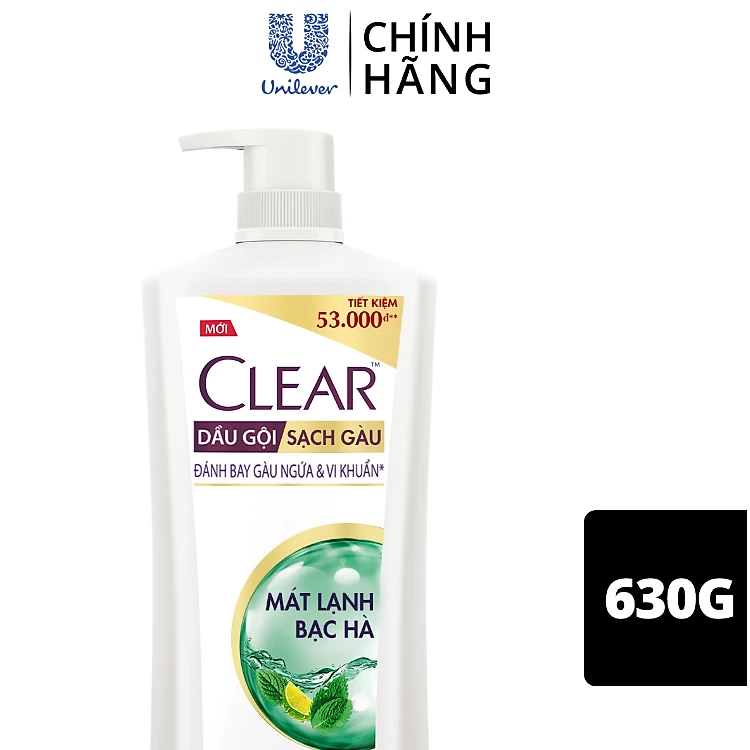 Unilever
CHÍNH
HÃNG
TIẾT KIỆM
53.000đ**
MỚI
CLEAR™
DẦU GỘI SẠCH GÀU
ĐÁNH BAY GÀU NGỨA & VI KHUẨN*
MÁT LẠNH
BẠC HÀ
630G